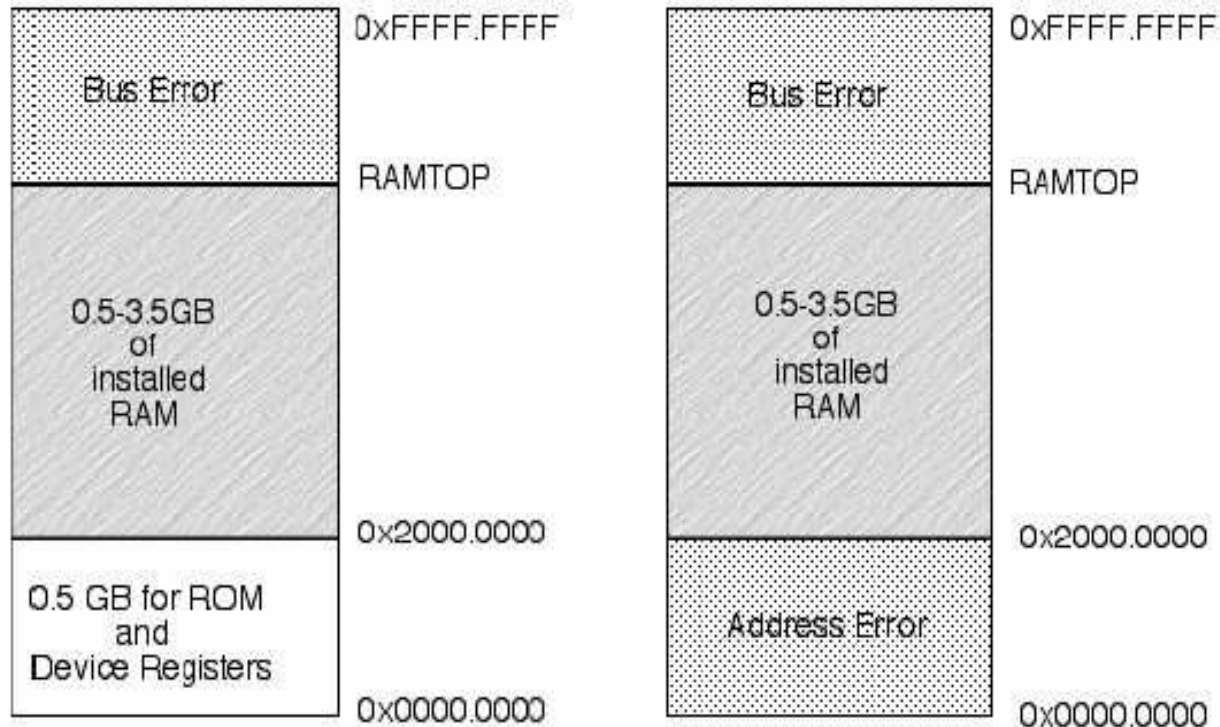 0xFFFF.FFFF
Bus Error
RAMTOP
0.5-3.5GB
of
installed
RAM
0x2000.0000
0.5 GB for ROM
and
Device Registers
0x0000.0000
0xFFFF.FFFF
Bus Error
RAMTOP
0.5-3.5GB
of
installed
RAM
0x2000.0000
Address Error
0x0000.0000